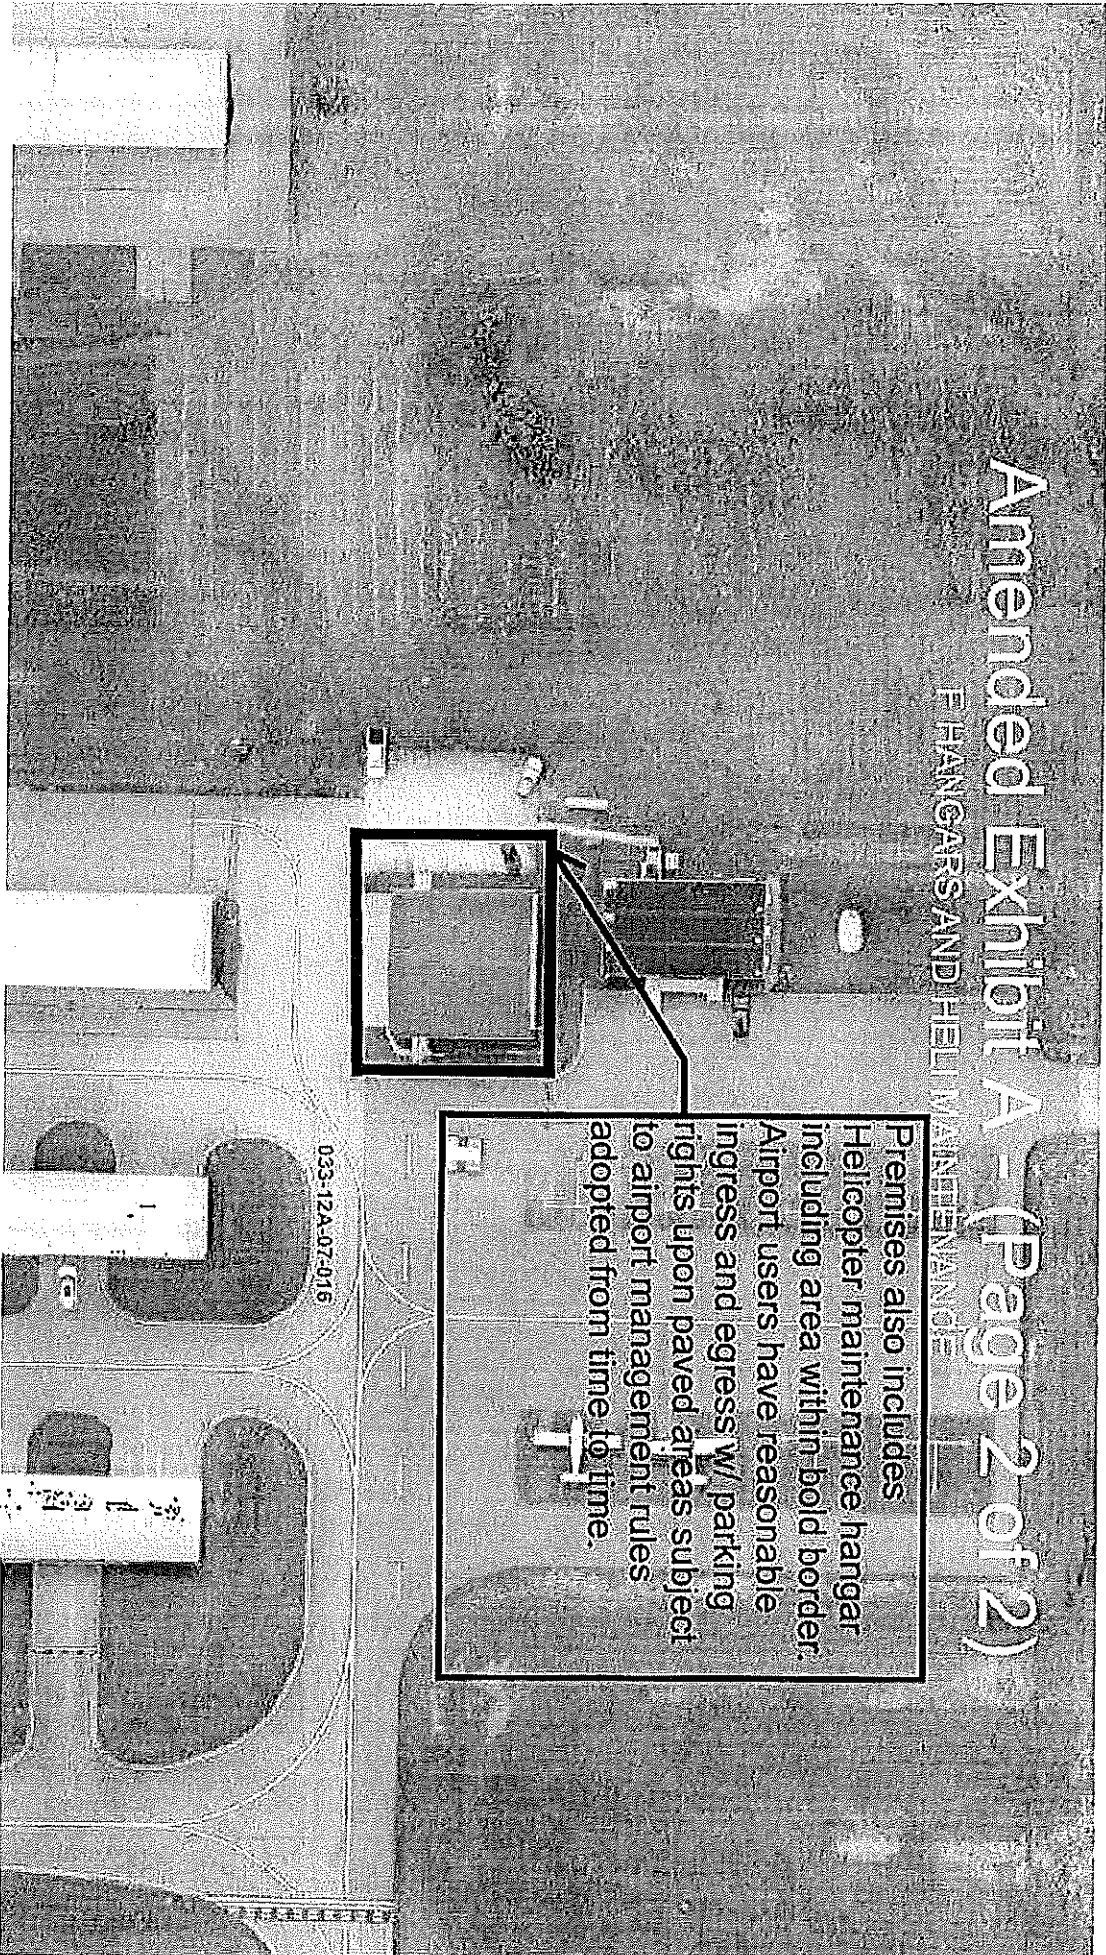 Amended Exhibit A - (Page 2 of 2)
F HANGARS AND HELI MAINTENANCE
Premises also includes
Helicopter maintenance hangar
including area within bold border.
Airport users have reasonable
ingress and egress w/ parking
rights upon paved areas subject
to airport management rules
adopted from time to time.
033-12A-07-016